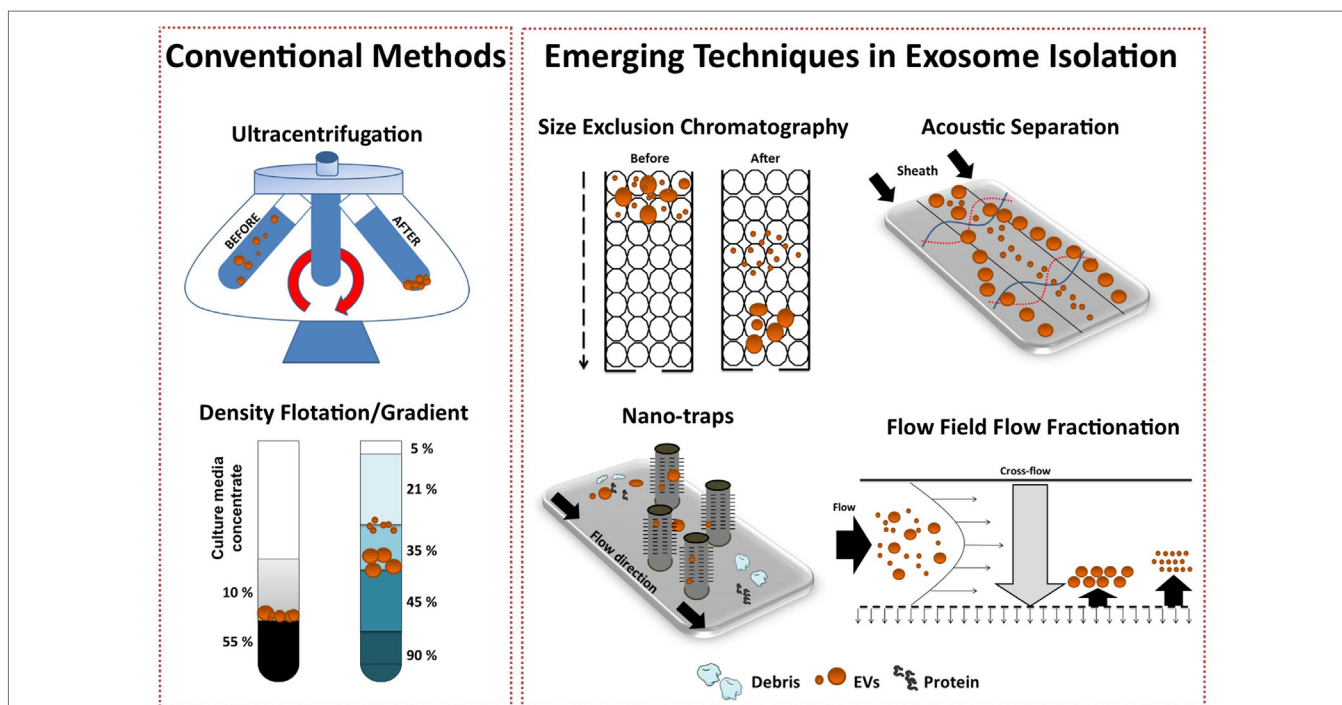 Conventional Methods
Ultracentrifugation
BEFORE
AFTER
Density Flotation/Gradient
Culture media
concentrate
10 %
55 %
5 %
21 %
35 %
45 %
90 %
Emerging Techniques in Exosome Isolation
Size Exclusion Chromatography
Before
After
Acoustic Separation
Sheath
Nano-traps
Flow direction
Flow Field Flow Fractionation
Cross-flow
Flow
Debris
EVs
Protein